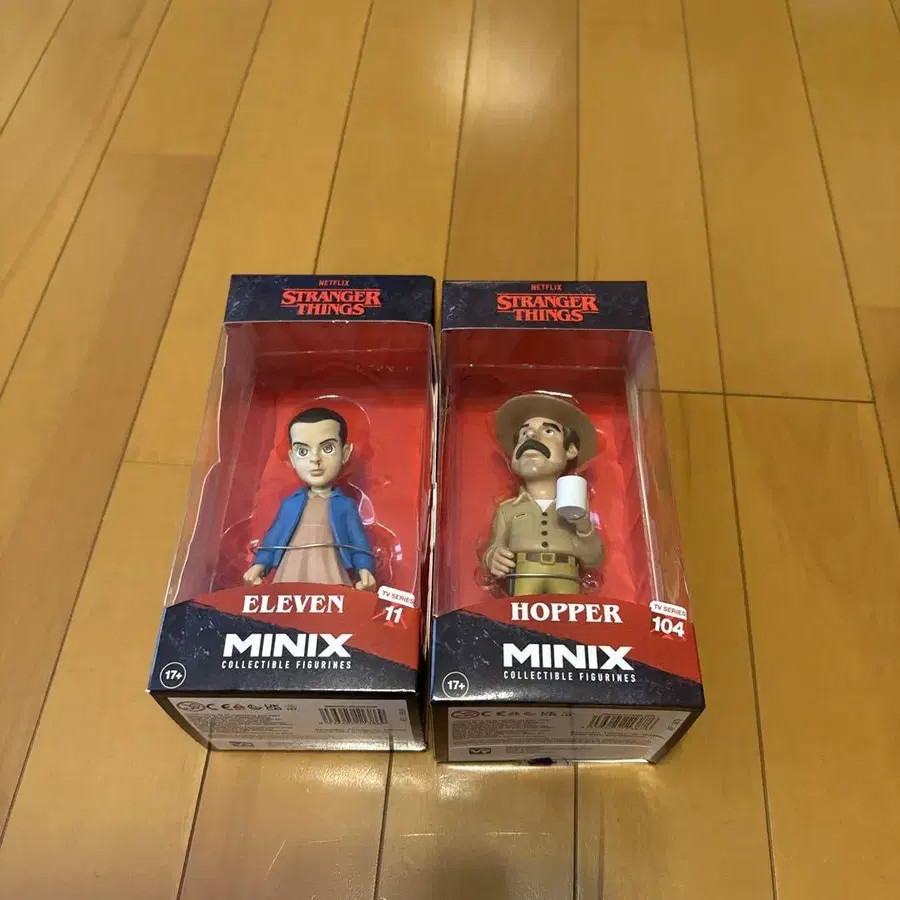 NETFLIX
STRANGER
THINGS
ELEVEN
TV SERIES
11
MINIX
COLLECTIBLE FIGURINES
17+
NETFLIX
STRANGER
THINGS
HOPPER
TV SERIES
104
MINIX
COLLECTIBLE FIGURINES
17+